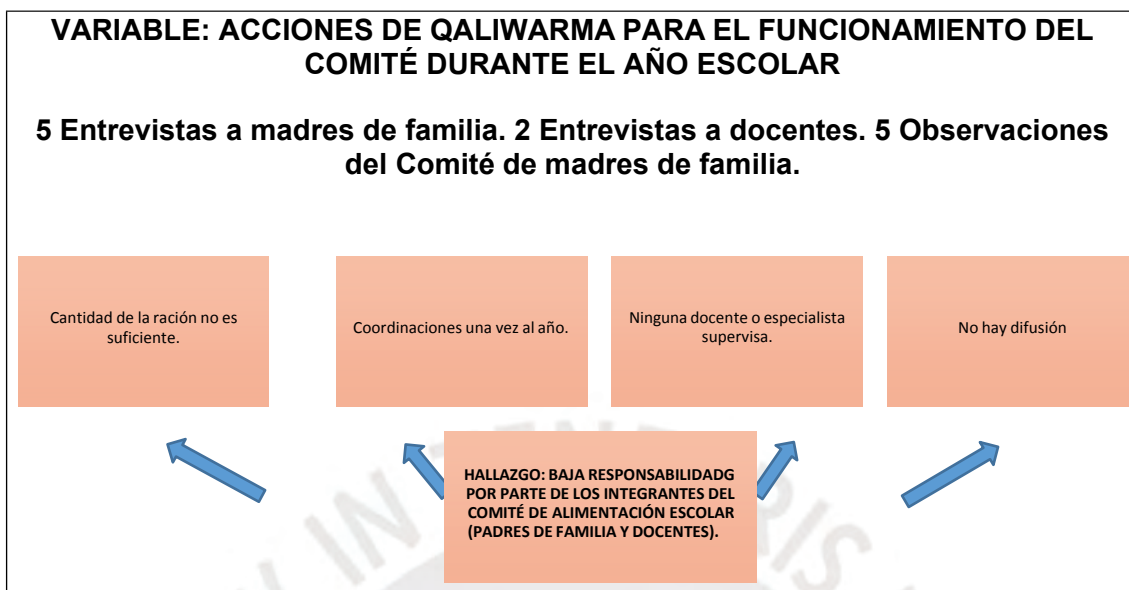 VARIABLE: ACCIONES DE QALIWARMA PARA EL FUNCIONAMIENTO DEL
COMITÉ DURANTE EL AÑO ESCOLAR
5 Entrevistas a madres de familia. 2 Entrevistas a docentes. 5 Observaciones
del Comité de madres de familia.
Cantidad de la ración no es
suficiente.
Coordinaciones una vez al año.
Ninguna docente o especialista
supervisa.
No hay difusión
HALLAZGO: BAJA RESPONSABILIDADG
POR PARTE DE LOS INTEGRANTES DEL
COMITÉ DE ALIMENTACIÓN ESCOLAR
(PADRES DE FAMILIA Y DOCENTES).